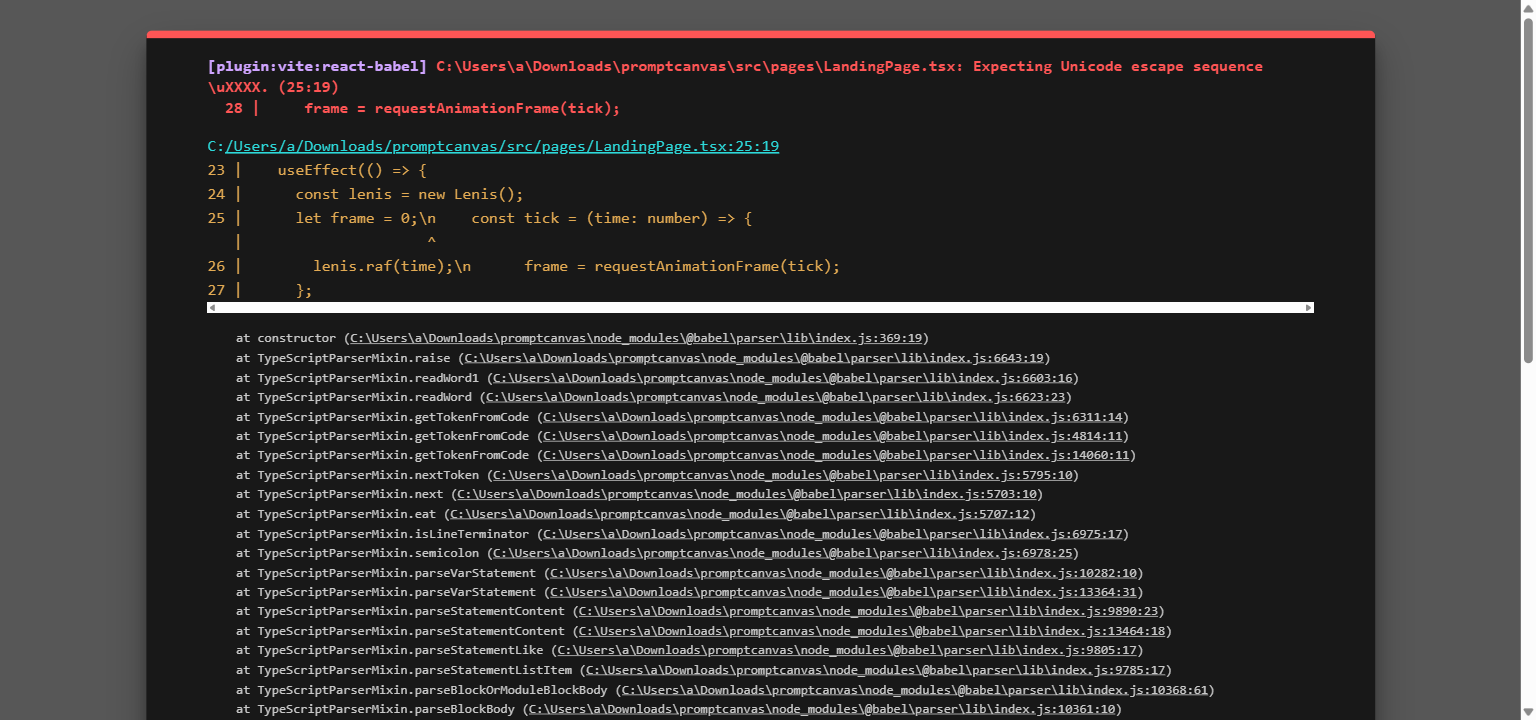 [plugin:vite:react-babel] C:\Users\a\Downloads\promptcanvas\src\pages\LandingPage.tsx: Expecting Unicode escape sequence
\uXXXX. (25:19)
  28 |     frame = requestAnimationFrame(tick);
C:/Users/a/Downloads/promptcanvas/src/pages/LandingPage.tsx:25:19
23 |    useEffect(() => {
24 |      const lenis = new Lenis();
25 |      let frame = 0;\n    const tick = (time: number) => {
   |                     ^
26 |        lenis.raf(time);\n      frame = requestAnimationFrame(tick);
27 |      };
at constructor (C:\Users\a\Downloads\promptcanvas\node_modules\@babel\parser\lib\index.js:369:19)
at TypeScriptParserMixin.raise (C:\Users\a\Downloads\promptcanvas\node_modules\@babel\parser\lib\index.js:6643:19)
at TypeScriptParserMixin.readWord1 (C:\Users\a\Downloads\promptcanvas\node_modules\@babel\parser\lib\index.js:6603:16)
at TypeScriptParserMixin.readWord (C:\Users\a\Downloads\promptcanvas\node_modules\@babel\parser\lib\index.js:6623:23)
at TypeScriptParserMixin.getTokenFromCode (C:\Users\a\Downloads\promptcanvas\node_modules\@babel\parser\lib\index.js:6311:14)
at TypeScriptParserMixin.getTokenFromCode (C:\Users\a\Downloads\promptcanvas\node_modules\@babel\parser\lib\index.js:4814:11)
at TypeScriptParserMixin.getTokenFromCode (C:\Users\a\Downloads\promptcanvas\node_modules\@babel\parser\lib\index.js:14060:11)
at TypeScriptParserMixin.nextToken (C:\Users\a\Downloads\promptcanvas\node_modules\@babel\parser\lib\index.js:5795:10)
at TypeScriptParserMixin.next (C:\Users\a\Downloads\promptcanvas\node_modules\@babel\parser\lib\index.js:5703:10)
at TypeScriptParserMixin.eat (C:\Users\a\Downloads\promptcanvas\node_modules\@babel\parser\lib\index.js:5707:12)
at TypeScriptParserMixin.isLineTerminator (C:\Users\a\Downloads\promptcanvas\node_modules\@babel\parser\lib\index.js:6975:17)
at TypeScriptParserMixin.semicolon (C:\Users\a\Downloads\promptcanvas\node_modules\@babel\parser\lib\index.js:6978:25)
at TypeScriptParserMixin.parseVarStatement (C:\Users\a\Downloads\promptcanvas\node_modules\@babel\parser\lib\index.js:10282:10)
at TypeScriptParserMixin.parseVarStatement (C:\Users\a\Downloads\promptcanvas\node_modules\@babel\parser\lib\index.js:13364:31)
at TypeScriptParserMixin.parseStatementContent (C:\Users\a\Downloads\promptcanvas\node_modules\@babel\parser\lib\index.js:9890:23)
at TypeScriptParserMixin.parseStatementContent (C:\Users\a\Downloads\promptcanvas\node_modules\@babel\parser\lib\index.js:13464:18)
at TypeScriptParserMixin.parseStatementLike (C:\Users\a\Downloads\promptcanvas\node_modules\@babel\parser\lib\index.js:9805:17)
at TypeScriptParserMixin.parseStatementListItem (C:\Users\a\Downloads\promptcanvas\node_modules\@babel\parser\lib\index.js:9785:17)
at TypeScriptParserMixin.parseBlockOrModuleBlockBody (C:\Users\a\Downloads\promptcanvas\node_modules\@babel\parser\lib\index.js:10368:61)
at TypeScriptParserMixin.parseBlockBody (C:\Users\a\Downloads\promptcanvas\node_modules\@babel\parser\lib\index.js:10361:10)